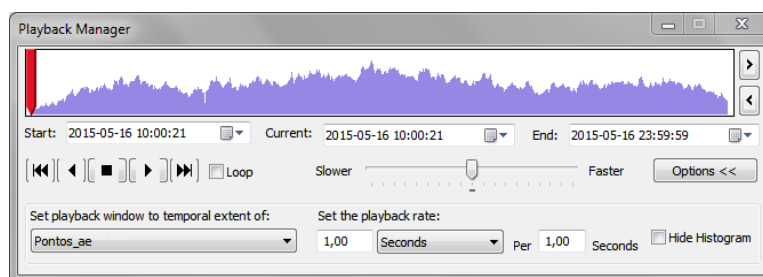 Playback Manager
Start: 2015-05-16 10:00:21 Current: 2015-05-16 10:00:21 End: 2015-05-16 23:59:59
Loop Slower Faster Options <<
Set playback window to temporal extent of: Set the playback rate:
Pontos_ae 1,00 Seconds Per 1,00 Seconds Hide Histogram